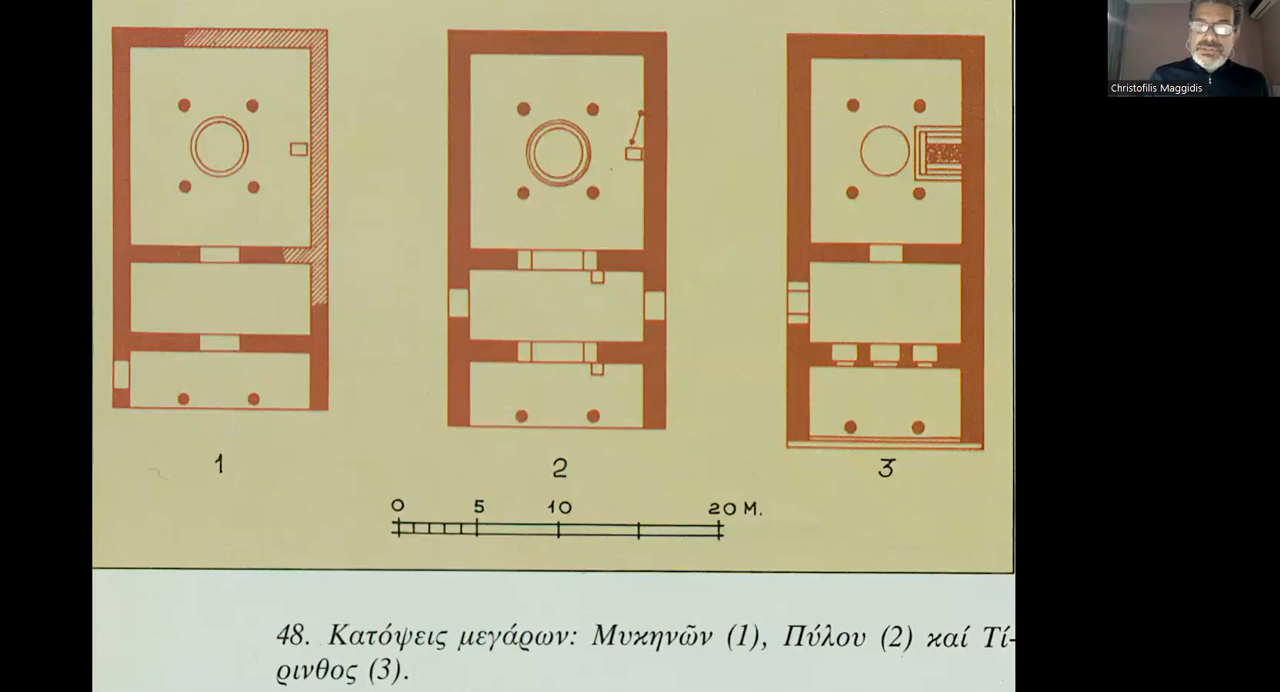 Christofilis Maggidis
1 2 3
0 5 10 20 M.
48. Κατόψεις μεγάρων: Μυκηνῶν (1), Πύλου (2) καί Τί-
ρινθος (3).